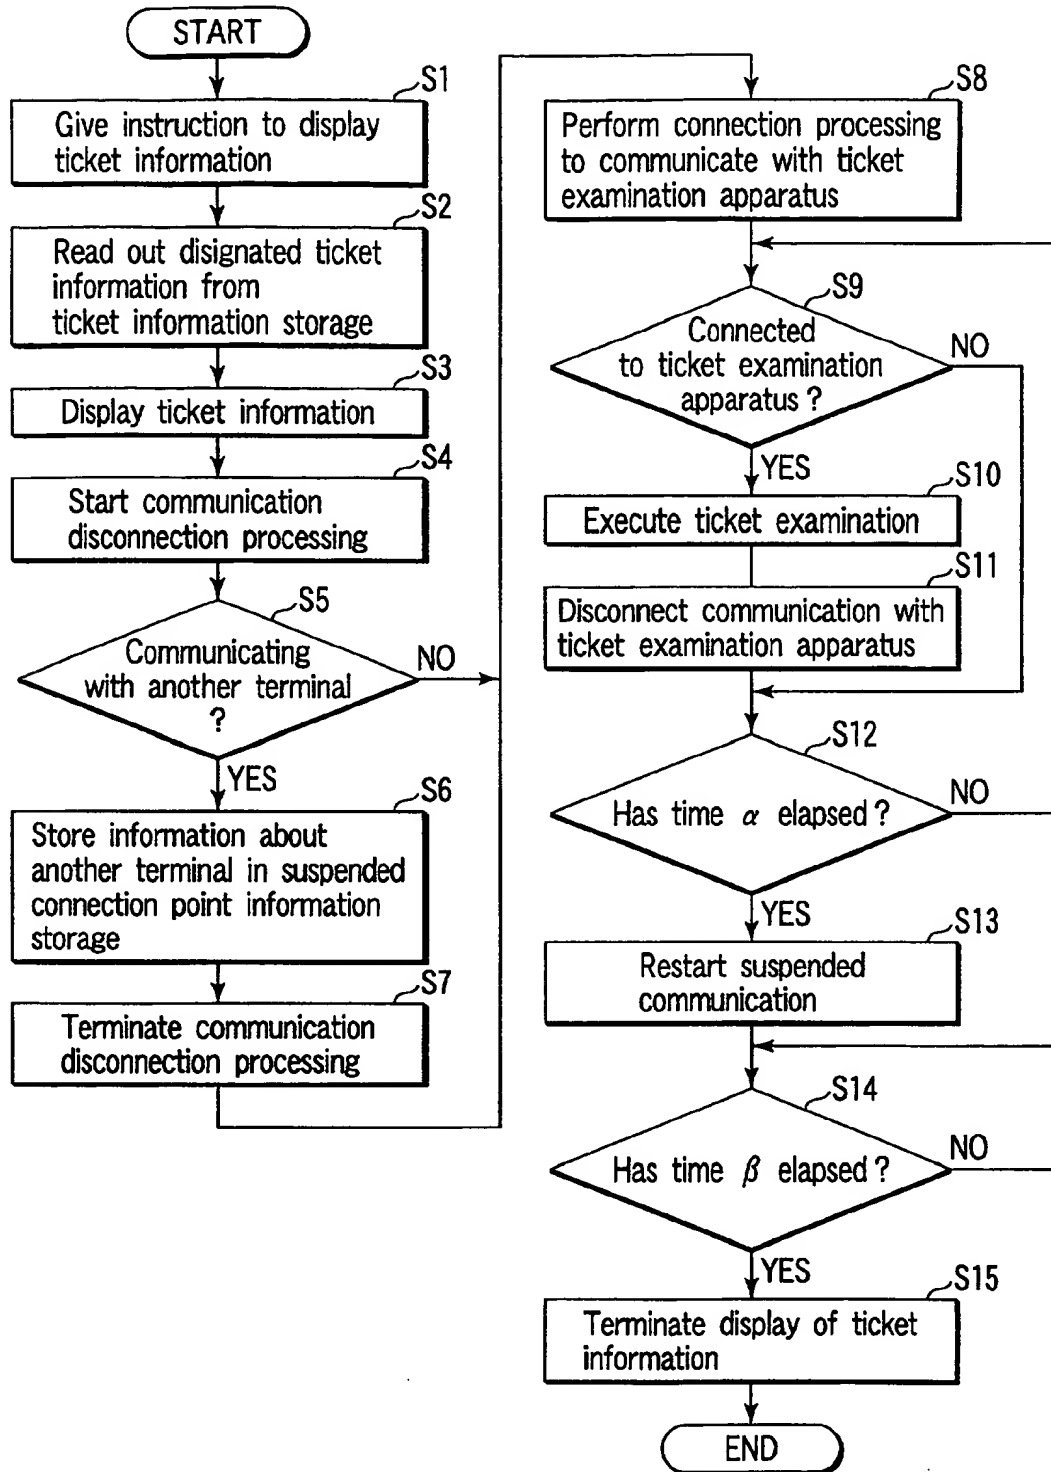 START
S1
Give instruction to display
ticket information
S2
Read out disignated ticket
information from
ticket information storage
S3
Display ticket information
S4
Start communication
disconnection processing
S5
Communicating
with another terminal
?
NO
YES
S6
Store information about
another terminal in suspended
connection point information
storage
S7
Terminate communication
disconnection processing
S8
Perform connection processing
to communicate with ticket
examination apparatus
S9
Connected
to ticket examination
apparatus ?
NO
YES
S10
Execute ticket examination
S11
Disconnect communication with
ticket examination apparatus
S12
Has time α elapsed ?
NO
YES
S13
Restart suspended
communication
S14
Has time β elapsed ?
NO
YES
S15
Terminate display of ticket
information
END